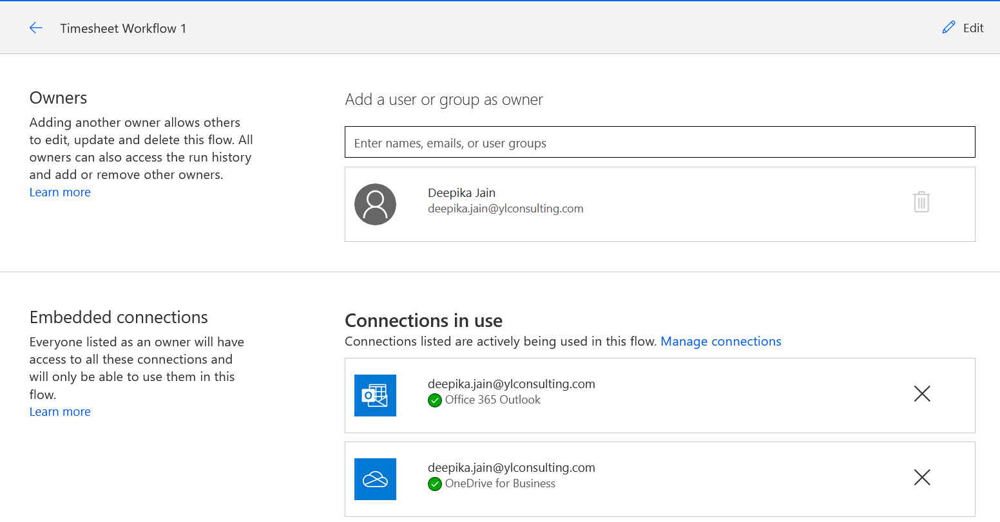 Timesheet Workflow 1
Edit
Owners
Adding another owner allows others
to edit, update and delete this flow. All
owners can also access the run history
and add or remove other owners.
Learn more
Add a user or group as owner
Enter names, emails, or user groups
Deepika Jain
deepika.jain@ylconsulting.com
Embedded connections
Everyone listed as an owner will have
access to all these connections and
will only be able to use them in this
flow.
Learn more
Connections in use
Connections listed are actively being used in this flow. Manage connections
deepika.jain@ylconsulting.com
Office 365 Outlook
deepika.jain@ylconsulting.com
OneDrive for Business